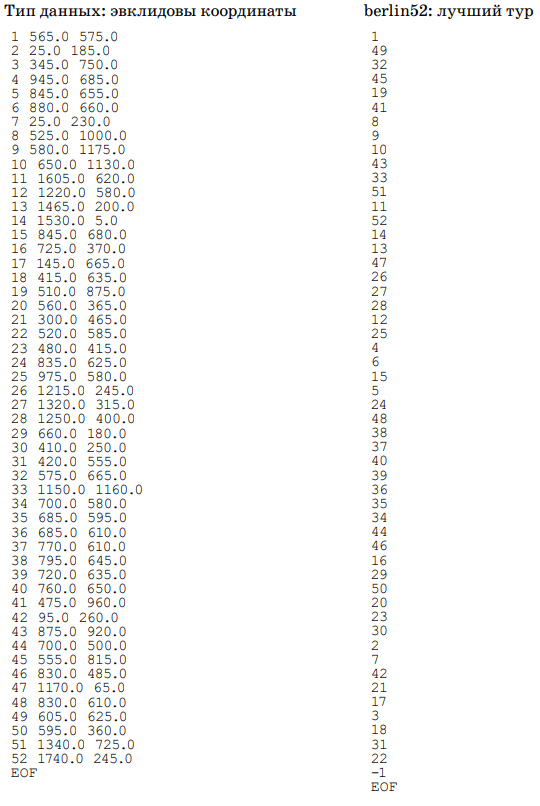 Тип данных: эвклидовы координаты
1 565.0 575.0
2 25.0 185.0
3 345.0 750.0
4 945.0 685.0
5 845.0 655.0
6 880.0 660.0
7 25.0 230.0
8 525.0 1000.0
9 580.0 1175.0
10 650.0 1130.0
11 1605.0 620.0
12 1220.0 580.0
13 1465.0 200.0
14 1530.0 5.0
15 845.0 680.0
16 725.0 370.0
17 145.0 665.0
18 415.0 635.0
19 510.0 875.0
20 560.0 365.0
21 300.0 465.0
22 520.0 585.0
23 480.0 415.0
24 835.0 625.0
25 975.0 580.0
26 1215.0 245.0
27 1320.0 315.0
28 1250.0 400.0
29 660.0 180.0
30 410.0 250.0
31 420.0 555.0
32 575.0 665.0
33 1150.0 1160.0
34 700.0 580.0
35 685.0 595.0
36 685.0 610.0
37 770.0 610.0
38 795.0 645.0
39 720.0 635.0
40 760.0 650.0
41 475.0 960.0
42 95.0 260.0
43 875.0 920.0
44 700.0 500.0
45 555.0 815.0
46 830.0 485.0
47 1170.0 65.0
48 830.0 610.0
49 605.0 625.0
50 595.0 360.0
51 1340.0 725.0
52 1740.0 245.0
EOF
berlin52: лучший тур
1
49
32
45
19
41
8
9
10
43
33
51
11
52
14
13
47
26
27
28
12
25
4
6
15
5
24
48
38
37
40
39
36
35
34
44
46
16
29
50
20
23
30
2
7
42
21
17
3
18
31
22
-1
EOF